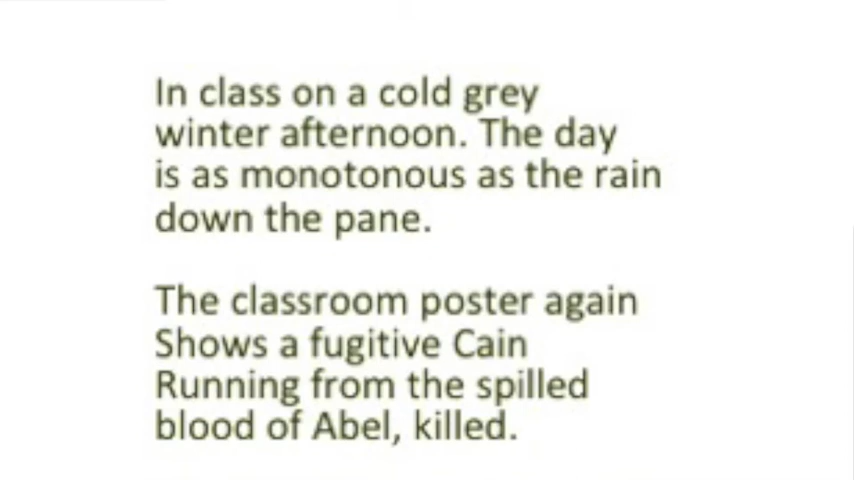 In class on a cold grey
winter afternoon. The day
is as monotonous as the rain
down the pane.
The classroom poster again
Shows a fugitive Cain
Running from the spilled
blood of Abel, killed.